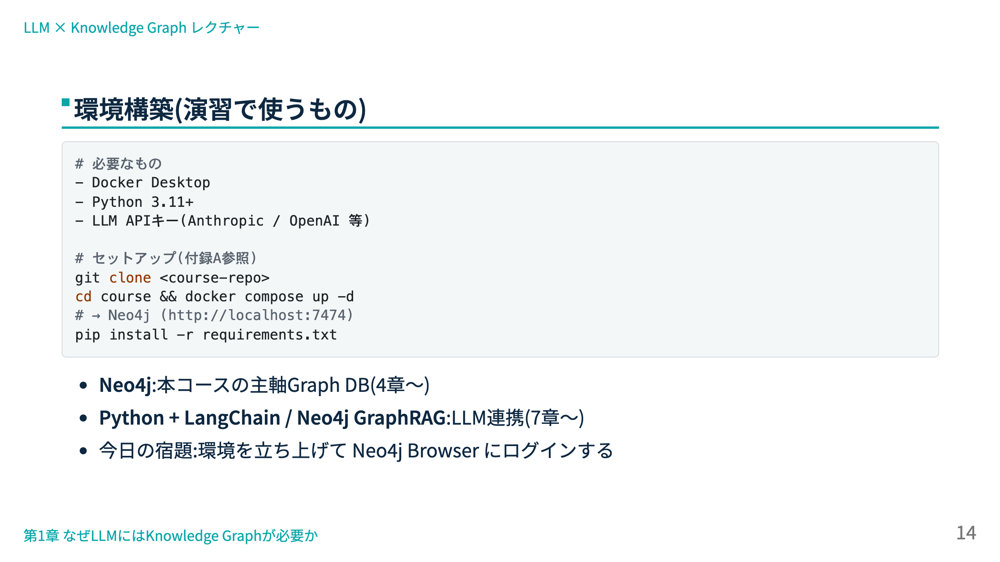 LLM × Knowledge Graph レクチャー
環境構築(演習で使うもの)
# 必要なもの
- Docker Desktop
- Python 3.11+
- LLM APIキー(Anthropic / OpenAI 等)
# セットアップ(付録A参照)
git clone <course-repo>
cd course && docker compose up -d
# → Neo4j (http://localhost:7474)
pip install -r requirements.txt
• Neo4j:本コースの主軸Graph DB(4章〜)
• Python + LangChain / Neo4j GraphRAG:LLM連携(7章〜)
• 今日の宿題:環境を立ち上げて Neo4j Browser にログインする
第1章 なぜLLMにはKnowledge Graphが必要か
14